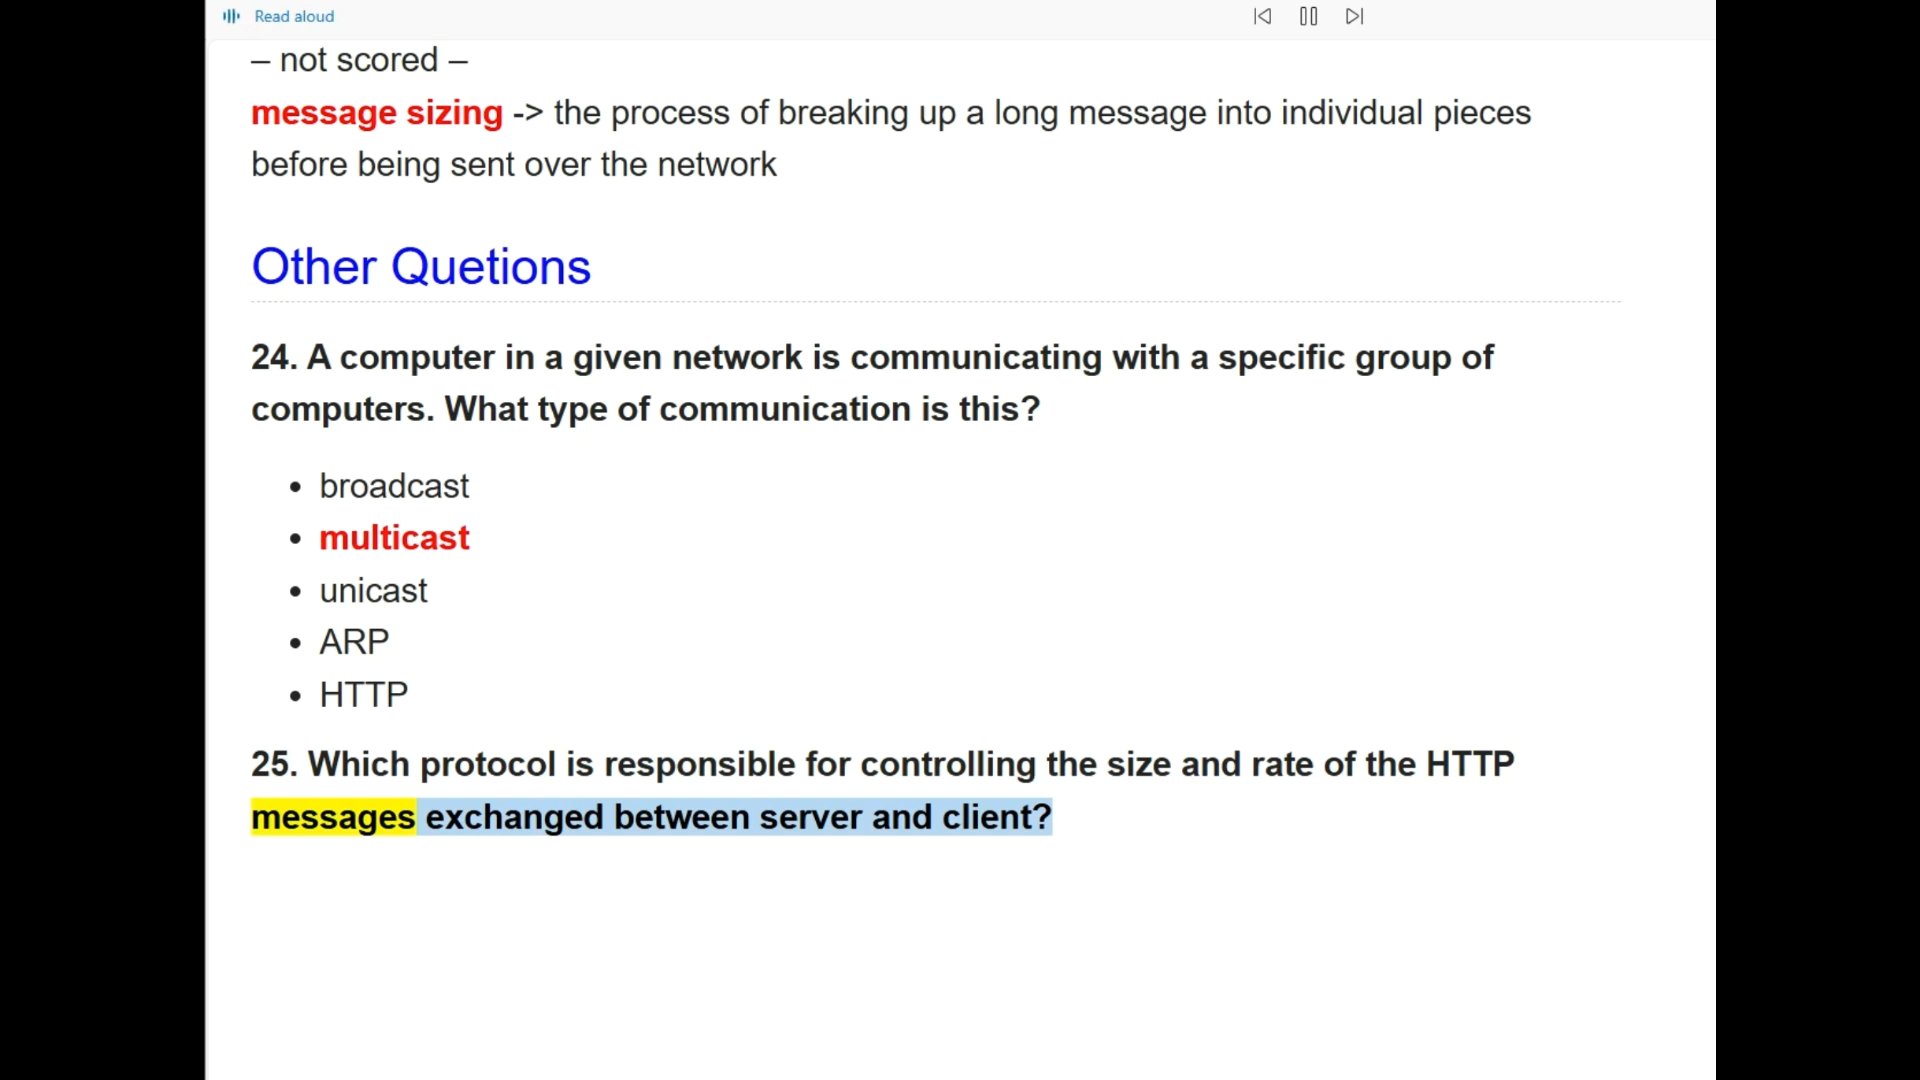 Read aloud
– not scored –
message sizing -> the process of breaking up a long message into individual pieces
before being sent over the network
Other Quetions
24. A computer in a given network is communicating with a specific group of
computers. What type of communication is this?
• broadcast
• multicast
• unicast
• ARP
• HTTP
25. Which protocol is responsible for controlling the size and rate of the HTTP
messages exchanged between server and client?